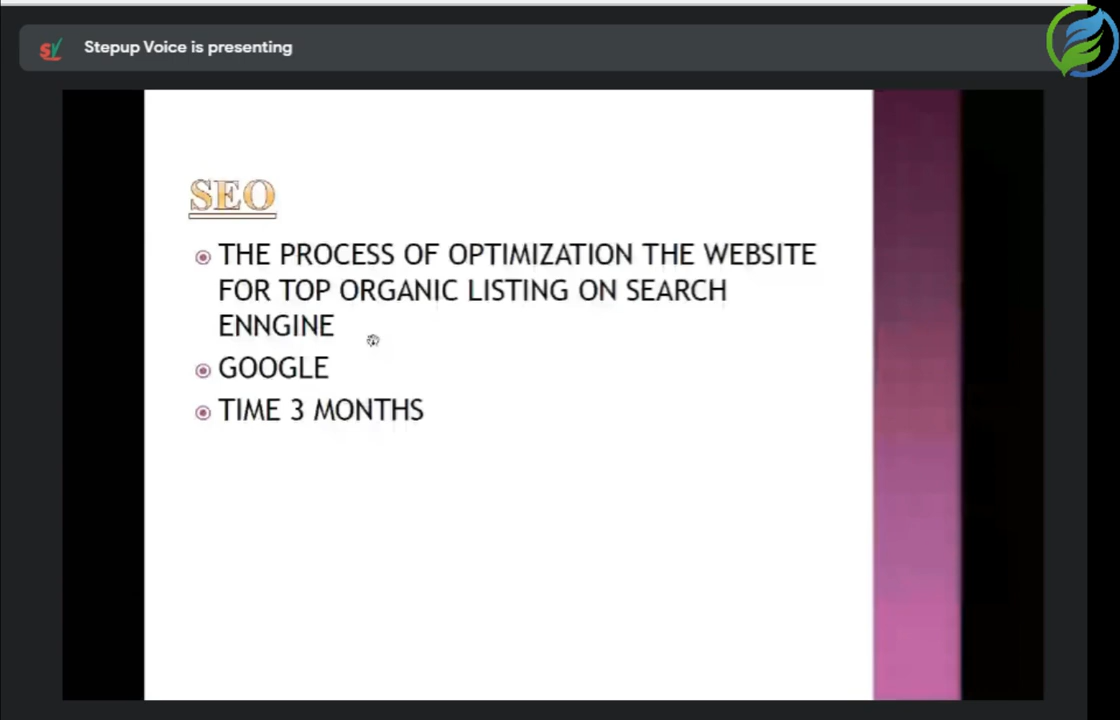 Stepup Voice is presenting
SEO
THE PROCESS OF OPTIMIZATION THE WEBSITE
FOR TOP ORGANIC LISTING ON SEARCH
ENNGINE
GOOGLE
TIME 3 MONTHS